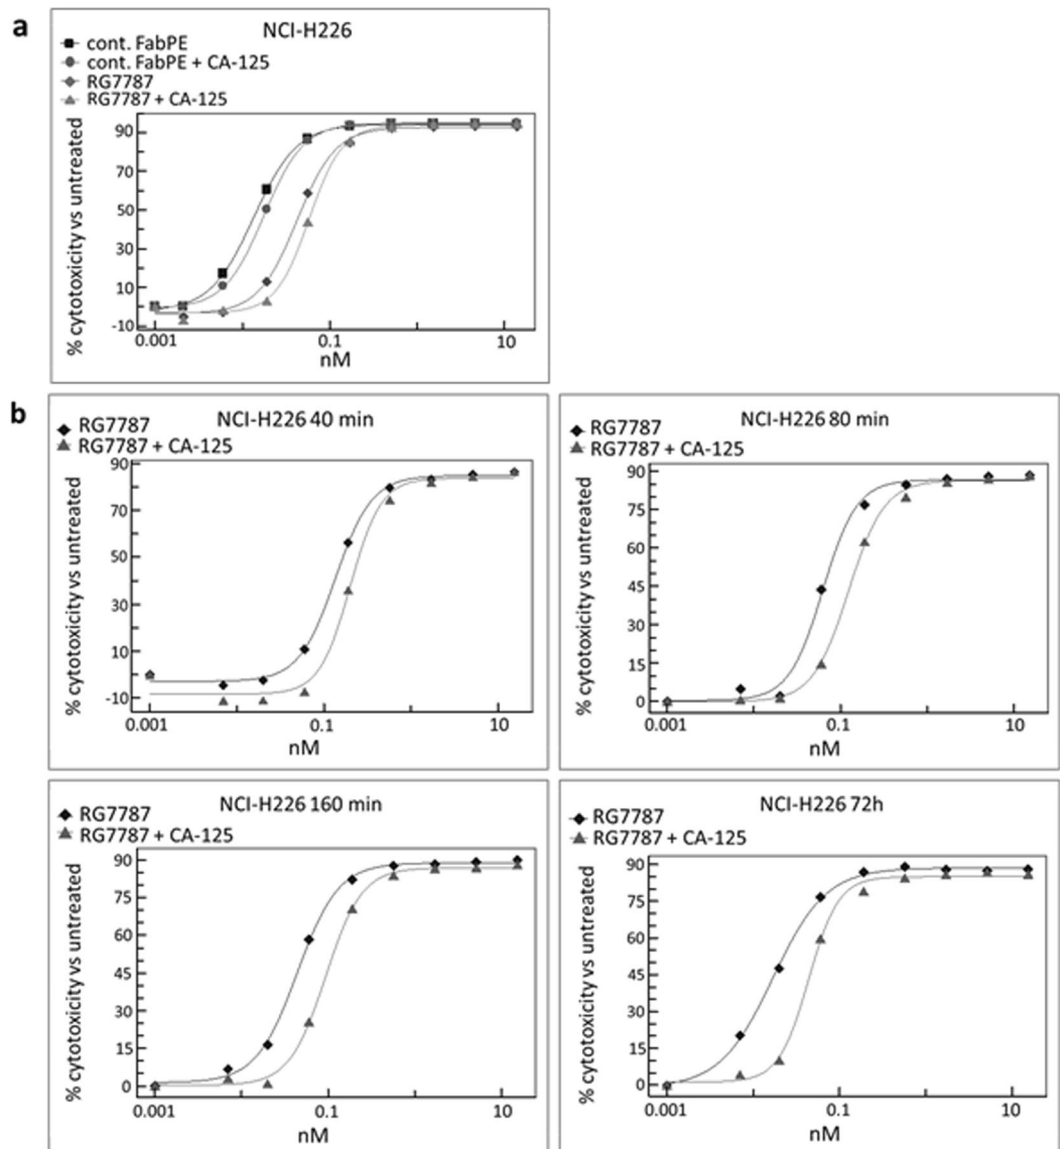 a
NCI-H226
cont. FabPE
cont. FabPE + CA-125
RG7787
RG7787 + CA-125
% cytotoxicity vs untreated
90
70
50
30
10
-10
0.001 0.1 10
nM
b
NCI-H226 40 min
RG7787
RG7787 + CA-125
% cytotoxicity vs untreated
90
70
50
30
10
-10
0.001 0.1 10
nM
NCI-H226 80 min
RG7787
RG7787 + CA-125
% cytotoxicity vs untreated
90
75
60
45
30
15
0
0.001 0.1 10
nM
NCI-H226 160 min
RG7787
RG7787 + CA-125
% cytotoxicity vs untreated
90
75
60
45
30
15
0
0.001 0.1 10
nM
NCI-H226 72h
RG7787
RG7787 + CA-125
% cytotoxicity vs untreated
90
75
60
45
30
15
0
0.001 0.1 10
nM